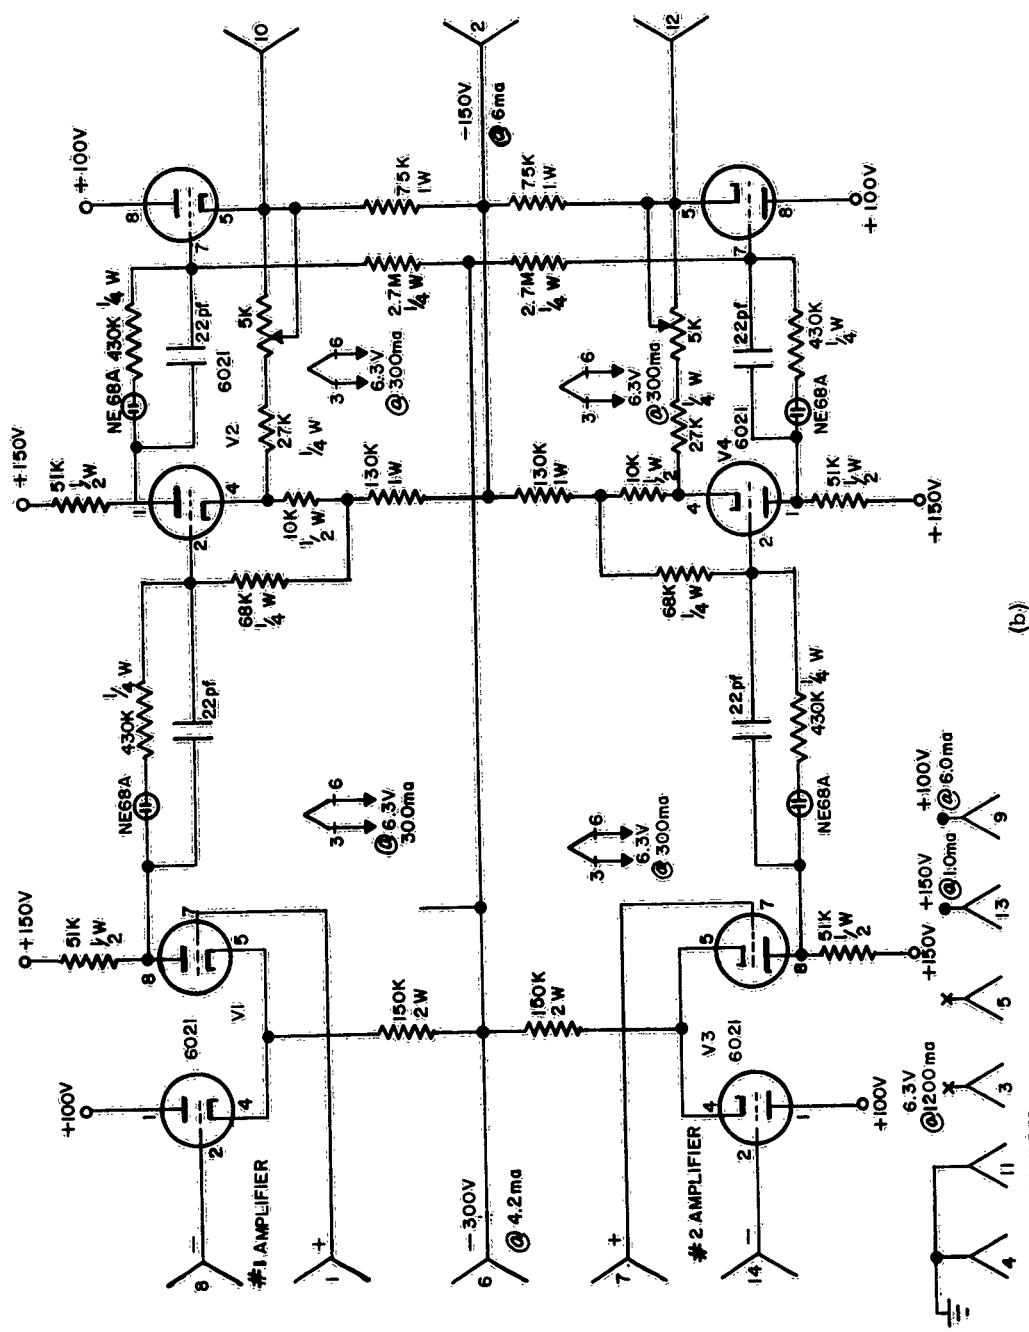 +100V
+150V
+150V
+100V
51K
1/2 W
51K
1/2 W
430K
1/4 W
NE68A
NE68A
430K
1/4 W
1
8
1
8
6021
22pf
22pf
6021
2
4
V1
5
7
2
4
V2
7
5
8
−
#1 AMPLIFIER
68K
1/4 W
10K
1/2 W
27K
1/4 W
5K
10
+
1
3
6
@6.3V
300ma
3
6
6.3V
@300ma
150K
2W
130K
1W
2.7M
1/4 W
75K
1W
−300V
@4.2ma
6
−150V
@6ma
2
150K
2W
130K
1W
2.7M
1/4 W
75K
1W
3
6
6.3V
@300ma
3
6
6.3V
@300ma
+
7
#2 AMPLIFIER
68K
1/4 W
10K
1/2 W
27K
1/4 W
5K
12
−
14
2
4
V3
6021
5
7
2
4
V4
6021
7
5
22pf
22pf
1
8
1
8
NE68A
430K
1/4 W
NE68A
430K
1/4 W
51K
1/2 W
51K
1/2 W
+100V
+150V
+150V
+100V
6.3V
@1200ma
+150V
@1.0ma
+100V
@6.0ma
4
11
3
5
13
9
(b)